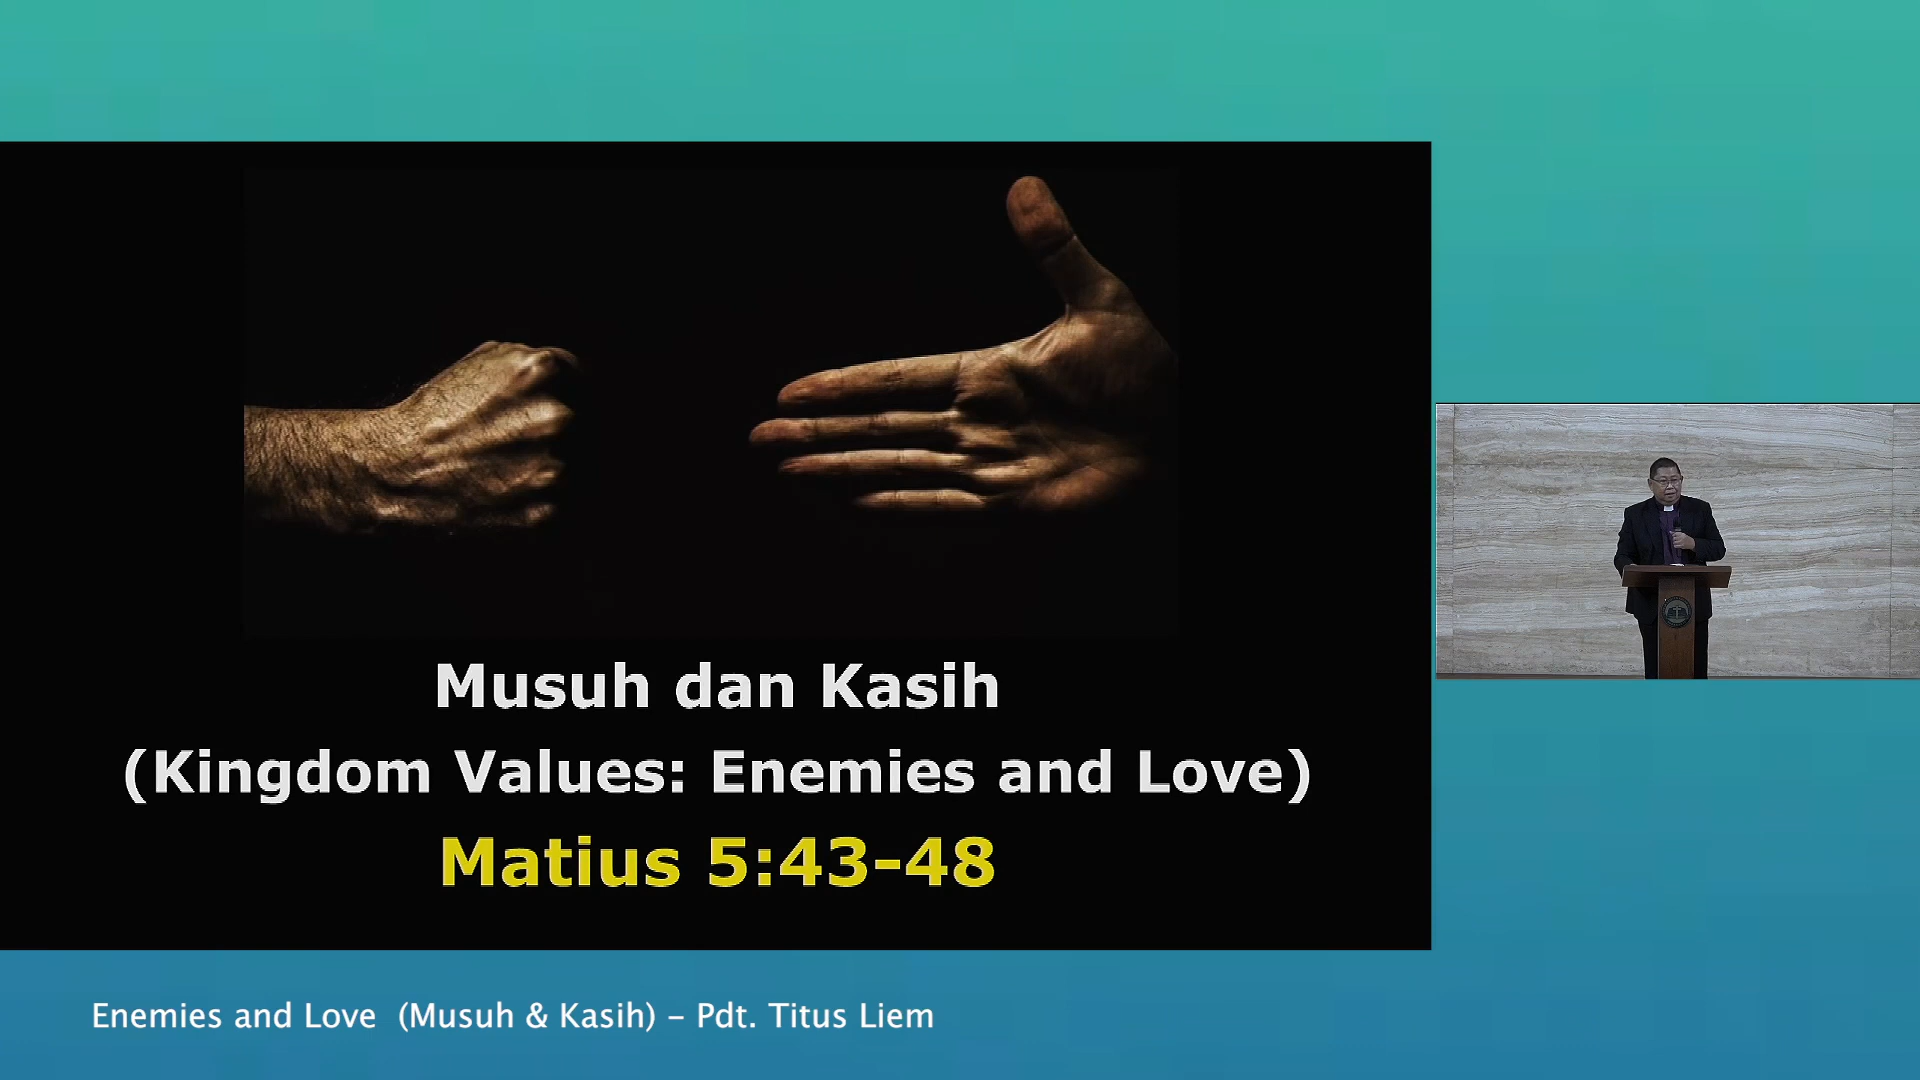 Musuh dan Kasih
(Kingdom Values: Enemies and Love)
Matius 5:43-48
Enemies and Love (Musuh & Kasih) – Pdt. Titus Liem